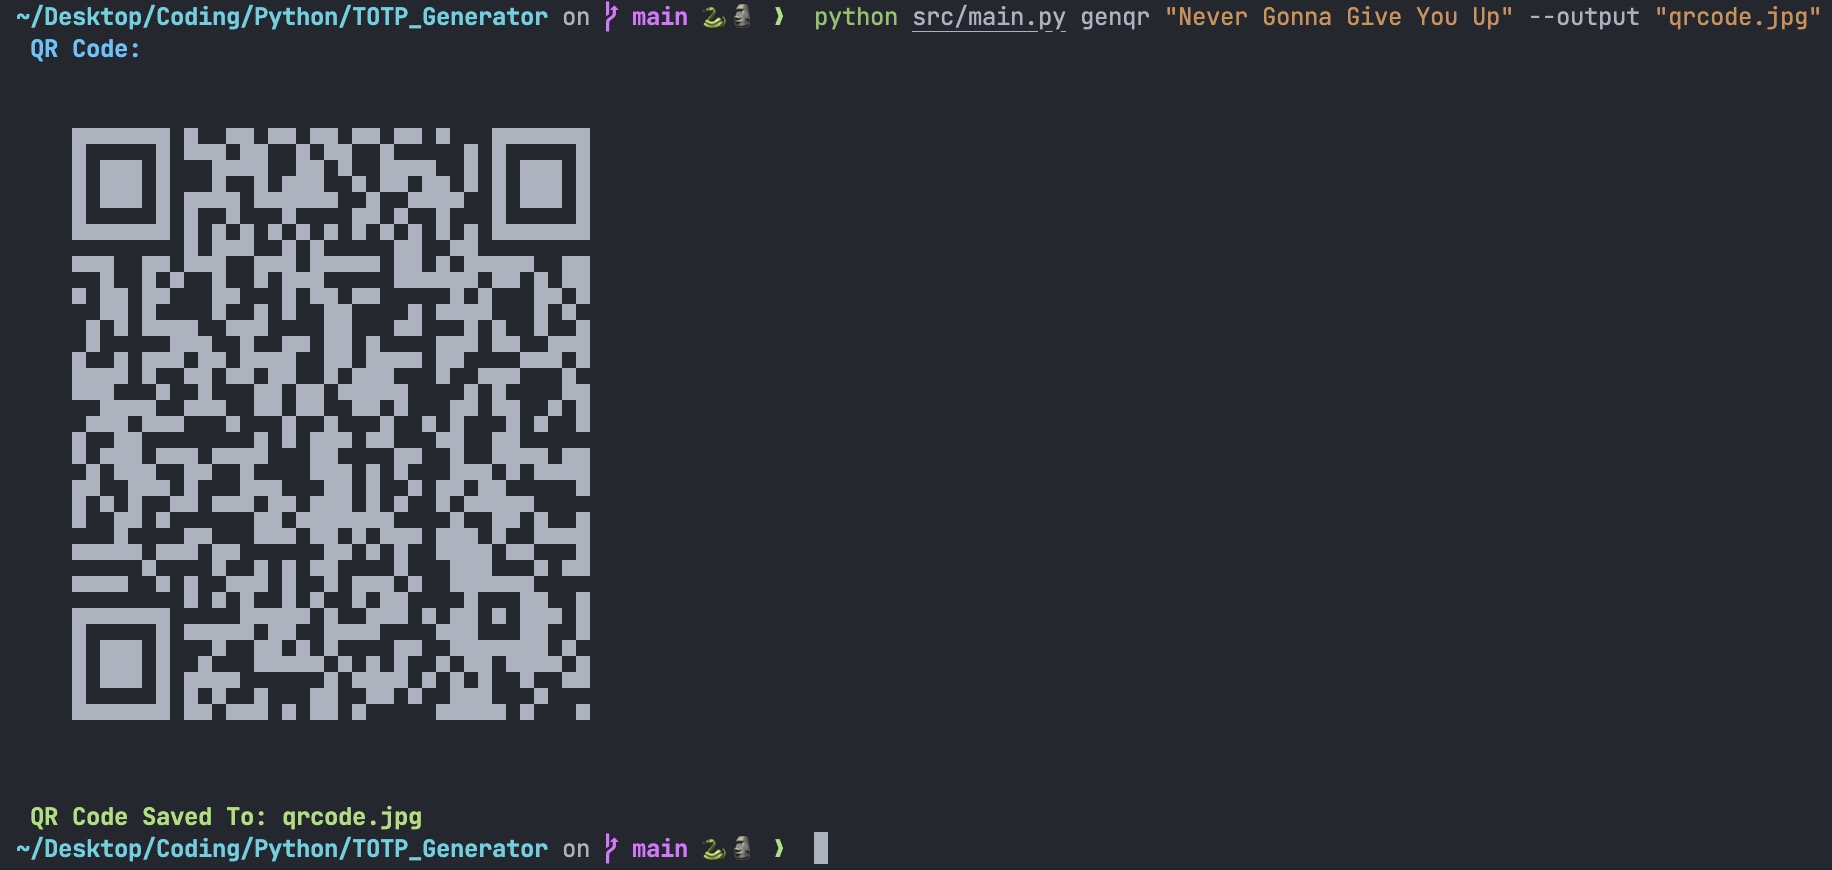 ~/Desktop/Coding/Python/TOTP_Generator on main 🐍🗿 ❯ python src/main.py genqr "Never Gonna Give You Up" --output "qrcode.jpg"
QR Code:
QR Code Saved To: qrcode.jpg
~/Desktop/Coding/Python/TOTP_Generator on main 🐍🗿 ❯